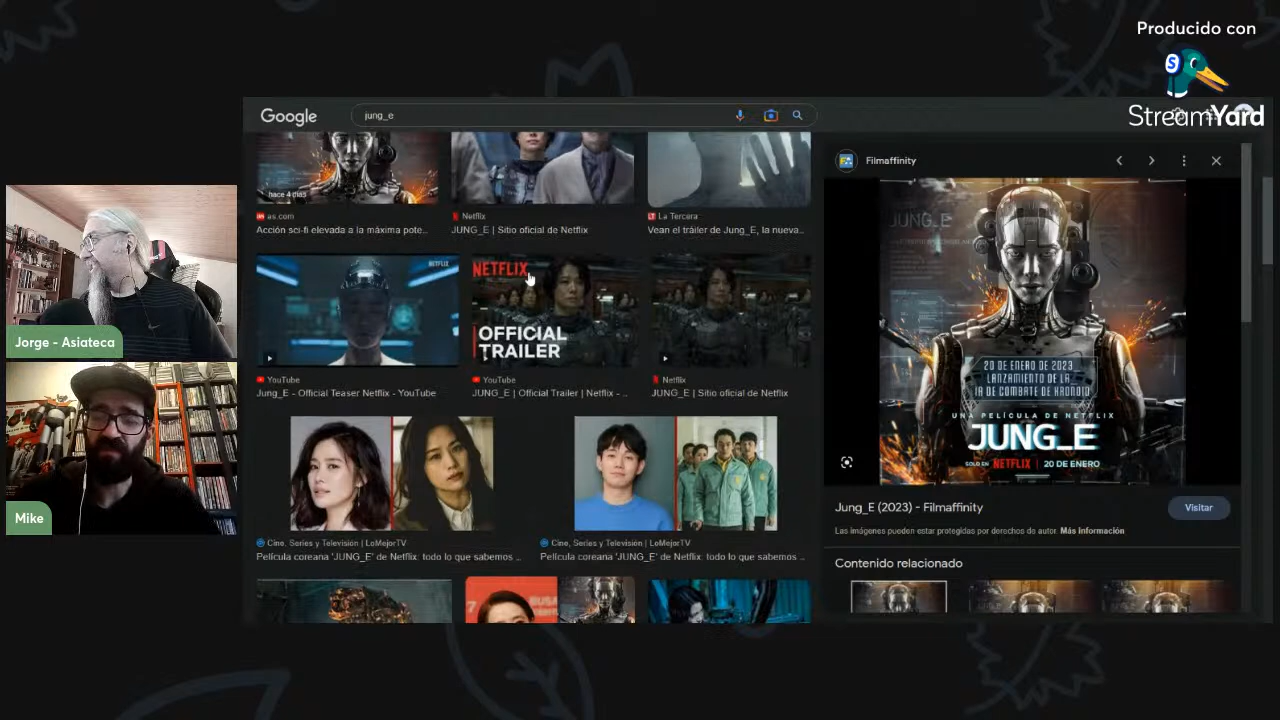 Producido con
StreamYard
Google
jung_e
Filmaffinity
hace 4 días
as.com
Netflix
La Tercera
Acción sci-fi elevada a la máxima pote...
JUNG_E | Sitio oficial de Netflix
Vean el tráiler de Jung_E, la nueva...
NETFLIX
NETFLIX
OFFICIAL
TRAILER
YouTube
YouTube
Netflix
Jung_E - Official Teaser Netflix - YouTube
JUNG_E | Official Trailer | Netflix - ...
JUNG_E | Sitio oficial de Netflix
Cine, Series y Televisión | LoMejorTV
Cine, Series y Televisión | LoMejorTV
Película coreana 'JUNG_E' de Netflix: todo lo que sabemos ...
Película coreana 'JUNG_E' de Netflix: todo lo que sabemos ...
JUNG_E
20 DE ENERO DE 2023
LANZAMIENTO DE LA
IA DE COMBATE DE KRONOID
UNA PELÍCULA DE NETFLIX
JUNG_E
SOLO EN NETFLIX | 20 DE ENERO
Jung_E (2023) - Filmaffinity
Visitar
Las imágenes pueden estar protegidas por derechos de autor. Más información
Contenido relacionado
Jorge - Asiateca
Mike